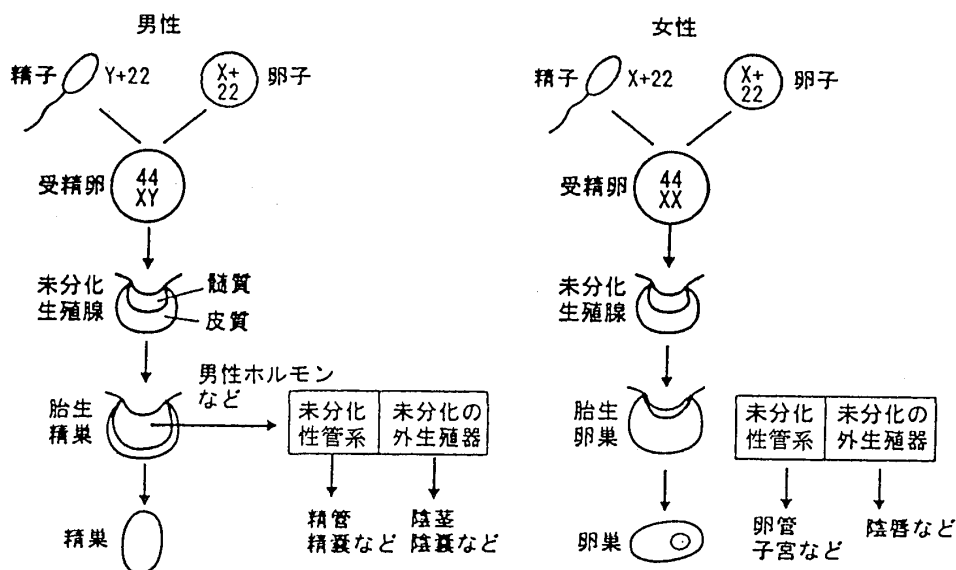 男性
精子
Y+22
X+
22
卵子
受精卵
44
XY
未分化
生殖腺
髄質
皮質
胎生
精巣
男性ホルモン
など
未分化
性管系
未分化の
外生殖器
精管
精嚢など
陰茎
陰嚢など
精巣
女性
精子
X+22
X+
22
卵子
受精卵
44
XX
未分化
生殖腺
胎生
卵巣
未分化
性管系
未分化の
外生殖器
卵管
子宮など
陰唇など
卵巣